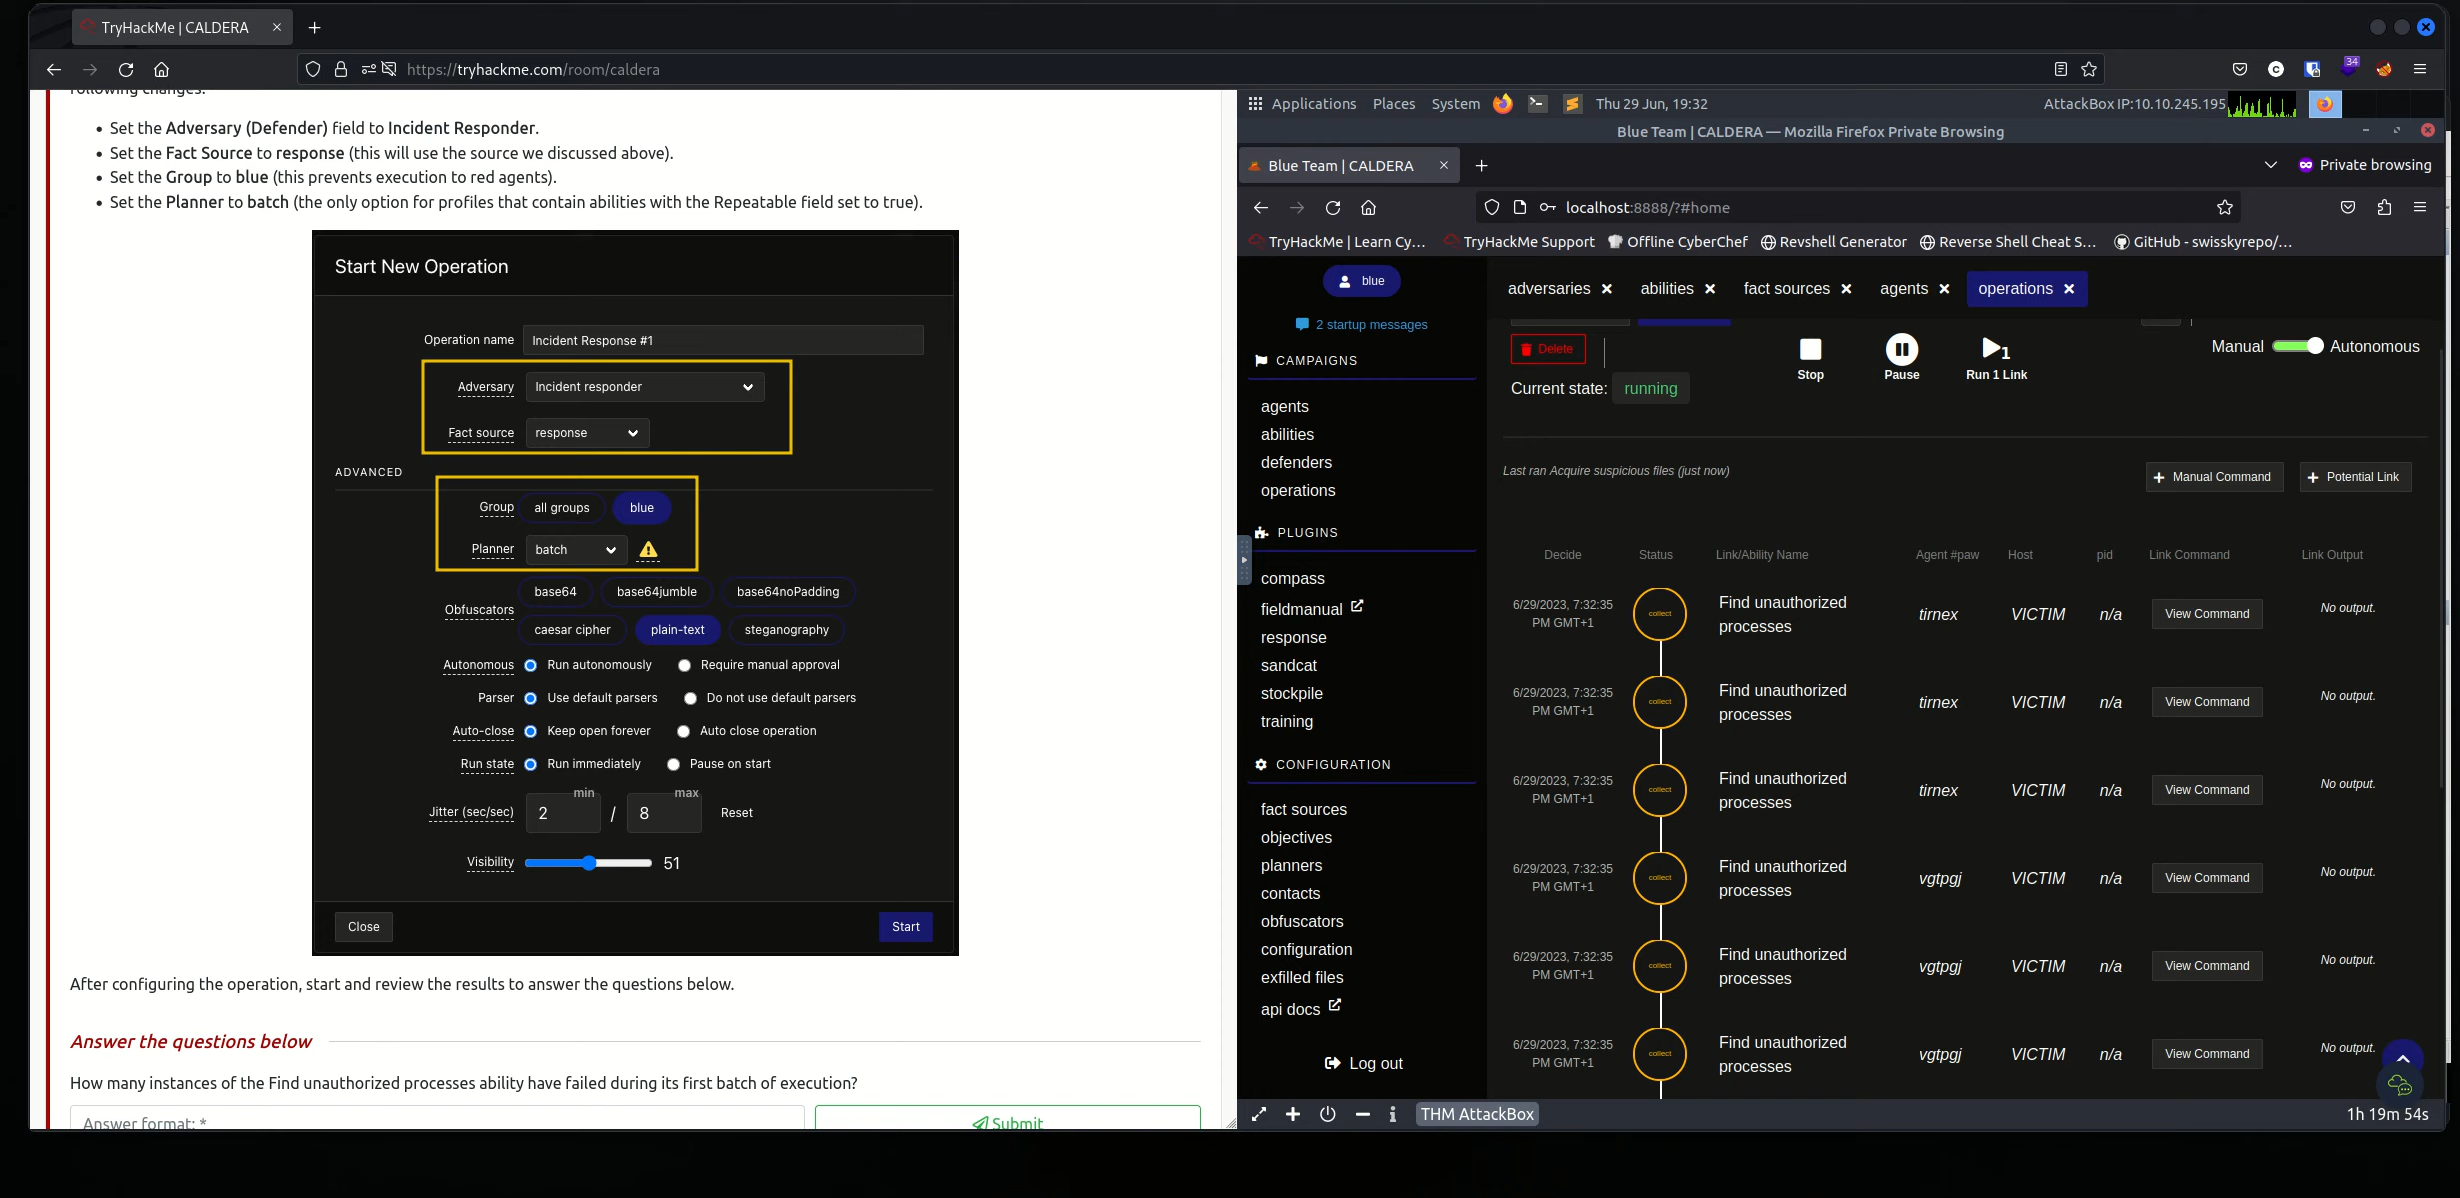 TryHackMe | CALDERA
https://tryhackme.com/room/caldera
34
following changes:
• Set the Adversary (Defender) field to Incident Responder.
• Set the Fact Source to response (this will use the source we discussed above).
• Set the Group to blue (this prevents execution to red agents).
• Set the Planner to batch (the only option for profiles that contain abilities with the Repeatable field set to true).
Start New Operation
Operation name Incident Response #1
Adversary Incident responder
Fact source response
ADVANCED
Group all groups blue
Planner batch
Obfuscators base64 base64jumble base64noPadding
caesar cipher plain-text steganography
Autonomous Run autonomously Require manual approval
Parser Use default parsers Do not use default parsers
Auto-close Keep open forever Auto close operation
Run state Run immediately Pause on start
min max
Jitter (sec/sec) 2 / 8 Reset
Visibility 51
Close Start
After configuring the operation, start and review the results to answer the questions below.
Answer the questions below
How many instances of the Find unauthorized processes ability have failed during its first batch of execution?
Answer format: * Submit
Applications Places System Thu 29 Jun, 19:32 AttackBox IP:10.10.245.195
Blue Team | CALDERA — Mozilla Firefox Private Browsing
Blue Team | CALDERA Private browsing
localhost:8888/?#home
TryHackMe | Learn Cy... TryHackMe Support Offline CyberChef Revshell Generator Reverse Shell Cheat S... GitHub - swisskyrepo/...
blue
2 startup messages
CAMPAIGNS
agents
abilities
defenders
operations
PLUGINS
compass
fieldmanual
response
sandcat
stockpile
training
CONFIGURATION
fact sources
objectives
planners
contacts
obfuscators
configuration
exfilled files
api docs
Log out
adversaries abilities fact sources agents operations
Delete
Current state: running
Stop Pause Run 1 Link
1
Manual Autonomous
Last ran Acquire suspicious files (just now)
+ Manual Command + Potential Link
Decide Status Link/Ability Name Agent #paw Host pid Link Command Link Output
6/29/2023, 7:32:35 PM GMT+1 collect Find unauthorized processes tirnex VICTIM n/a View Command No output.
6/29/2023, 7:32:35 PM GMT+1 collect Find unauthorized processes tirnex VICTIM n/a View Command No output.
6/29/2023, 7:32:35 PM GMT+1 collect Find unauthorized processes tirnex VICTIM n/a View Command No output.
6/29/2023, 7:32:35 PM GMT+1 collect Find unauthorized processes vgtpgj VICTIM n/a View Command No output.
6/29/2023, 7:32:35 PM GMT+1 collect Find unauthorized processes vgtpgj VICTIM n/a View Command No output.
6/29/2023, 7:32:35 PM GMT+1 collect Find unauthorized processes vgtpgj VICTIM n/a View Command No output.
THM AttackBox 1h 19m 54s